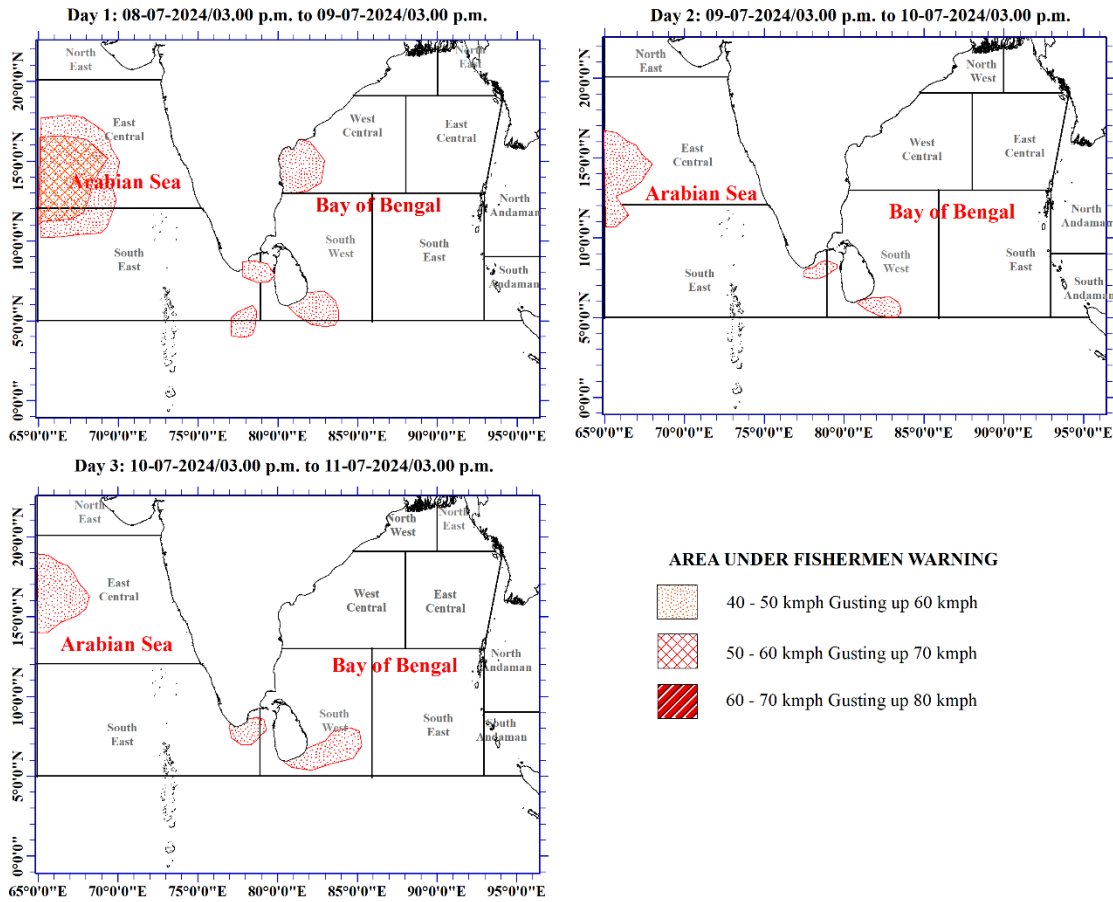 Day 1: 08-07-2024/03.00 p.m. to 09-07-2024/03.00 p.m.
North
East
North
East
East
Central
West
Central
East
Central
Arabian Sea
Bay of Bengal
North
Andaman
South
East
South
West
South
East
South
Andaman
20°0'0"N
15°0'0"N
10°0'0"N
5°0'0"N
0°0'0"
65°0'0"E 70°0'0"E 75°0'0"E 80°0'0"E 85°0'0"E 90°0'0"E 95°0'0"E
Day 2: 09-07-2024/03.00 p.m. to 10-07-2024/03.00 p.m.
North
East
North
West
East
Central
West
Central
East
Central
Arabian Sea
Bay of Bengal
North
Andaman
South
East
South
West
South
East
South
Andaman
20°0'0"N
15°0'0"N
10°0'0"N
5°0'0"N
0°0'0"
65°0'0"E 70°0'0"E 75°0'0"E 80°0'0"E 85°0'0"E 90°0'0"E 95°0'0"E
Day 3: 10-07-2024/03.00 p.m. to 11-07-2024/03.00 p.m.
North
East
North
West
North
East
East
Central
West
Central
East
Central
Arabian Sea
Bay of Bengal
North
Andaman
South
East
South
West
South
East
South
Andaman
20°0'0"N
15°0'0"N
10°0'0"N
5°0'0"N
0°0'0"
65°0'0"E 70°0'0"E 75°0'0"E 80°0'0"E 85°0'0"E 90°0'0"E 95°0'0"E
AREA UNDER FISHERMEN WARNING
40 - 50 kmph Gusting up 60 kmph
50 - 60 kmph Gusting up 70 kmph
60 - 70 kmph Gusting up 80 kmph